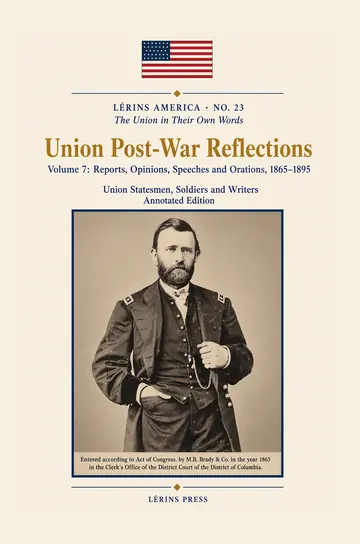 LÉRINS AMERICA · NO. 23
The Union in Their Own Words
Union Post-War Reflections
Volume 7: Reports, Opinions, Speeches and Orations, 1865–1895
Union Statesmen, Soldiers and Writers
Annotated Edition
Entered according to Act of Congress. by M.B. Brady & Co. in the year 1865
in the Clerk's Office of the District Court of the District of Columbia.
LÉRINS PRESS